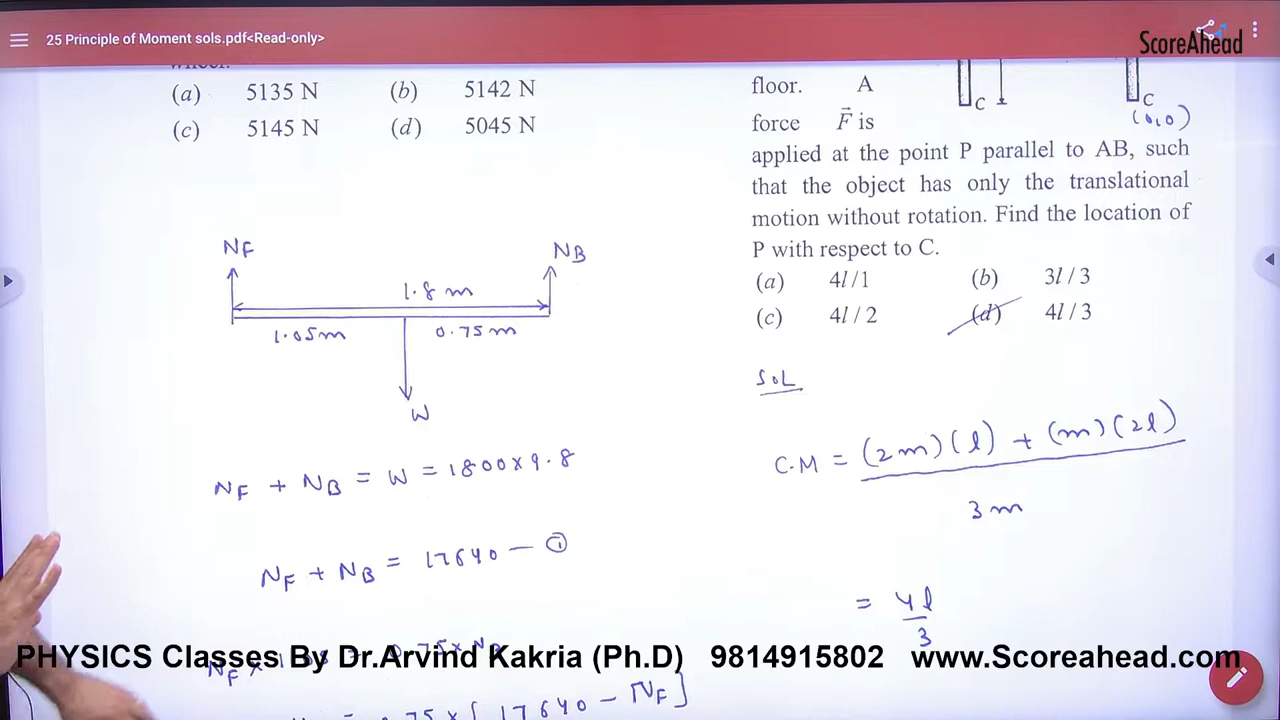 25 Principle of Moment sols.pdf<Read-only>
ScoreAhead
wheel.
(a) 5135 N (b) 5142 N
(c) 5145 N (d) 5045 N
NF NB
1.8 m
1.05m 0.75m
W
NF + NB = W = 1800×9.8
NF + NB = 17640 — ①
0.75 × [17640 − NF]
floor. A
C C
force F⃗ is (0,0)
applied at the point P parallel to AB, such
that the object has only the translational
motion without rotation. Find the location of
P with respect to C.
(a) 4l/1 (b) 3l/3
(c) 4l/2 (d) 4l/3
SOL
C.M = (2m)(l) + (m)(2l)
3m
= 4l
3
PHYSICS Classes By Dr.Arvind Kakria (Ph.D) 9814915802 www.Scoreahead.com